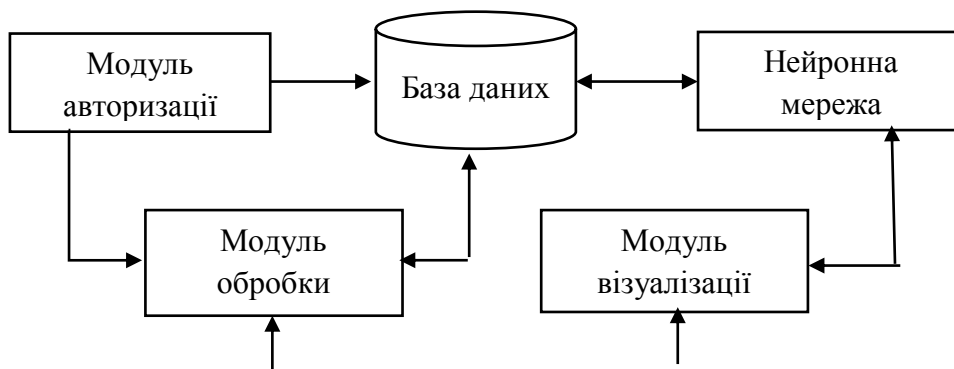 Модуль
авторизації
База даних
Нейронна
мережа
Модуль
обробки
Модуль
візуалізації